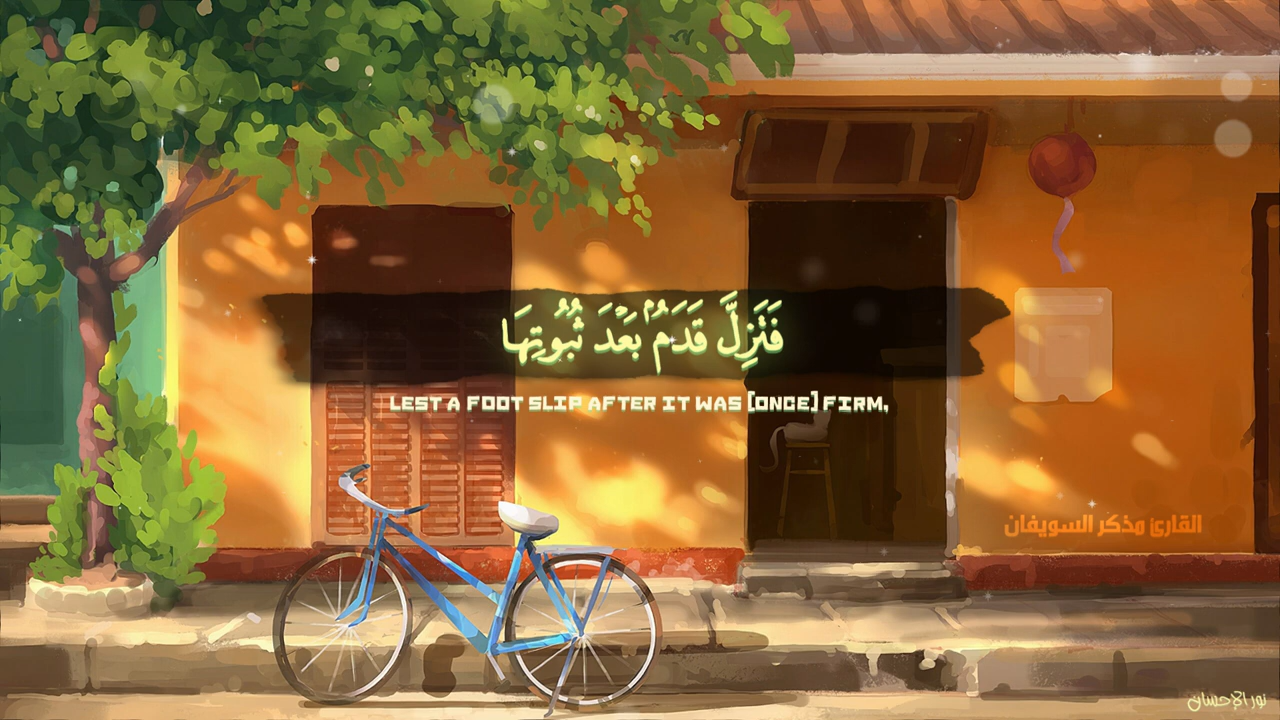 فَتَزِلَّ قَدَمٌۢ بَعْدَ ثُبُوتِهَا
LEST A FOOT SLIP AFTER IT WAS [ONCE] FIRM,
القارئ مذكر السويفان
نور الإحسان